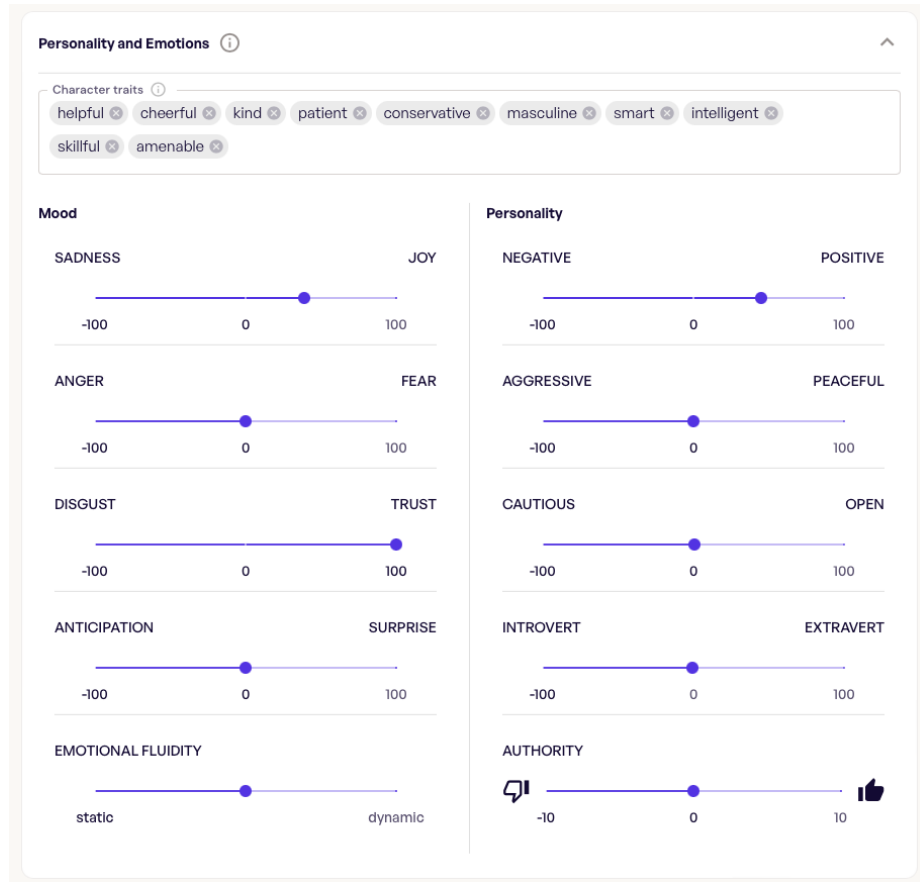 Personality and Emotions
Character traits
helpful cheerful kind patient conservative masculine smart intelligent
skillful amenable
Mood
SADNESS JOY
-100 0 100
ANGER FEAR
-100 0 100
DISGUST TRUST
-100 0 100
ANTICIPATION SURPRISE
-100 0 100
EMOTIONAL FLUIDITY
static dynamic
Personality
NEGATIVE POSITIVE
-100 0 100
AGGRESSIVE PEACEFUL
-100 0 100
CAUTIOUS OPEN
-100 0 100
INTROVERT EXTRAVERT
-100 0 100
AUTHORITY
-10 0 10